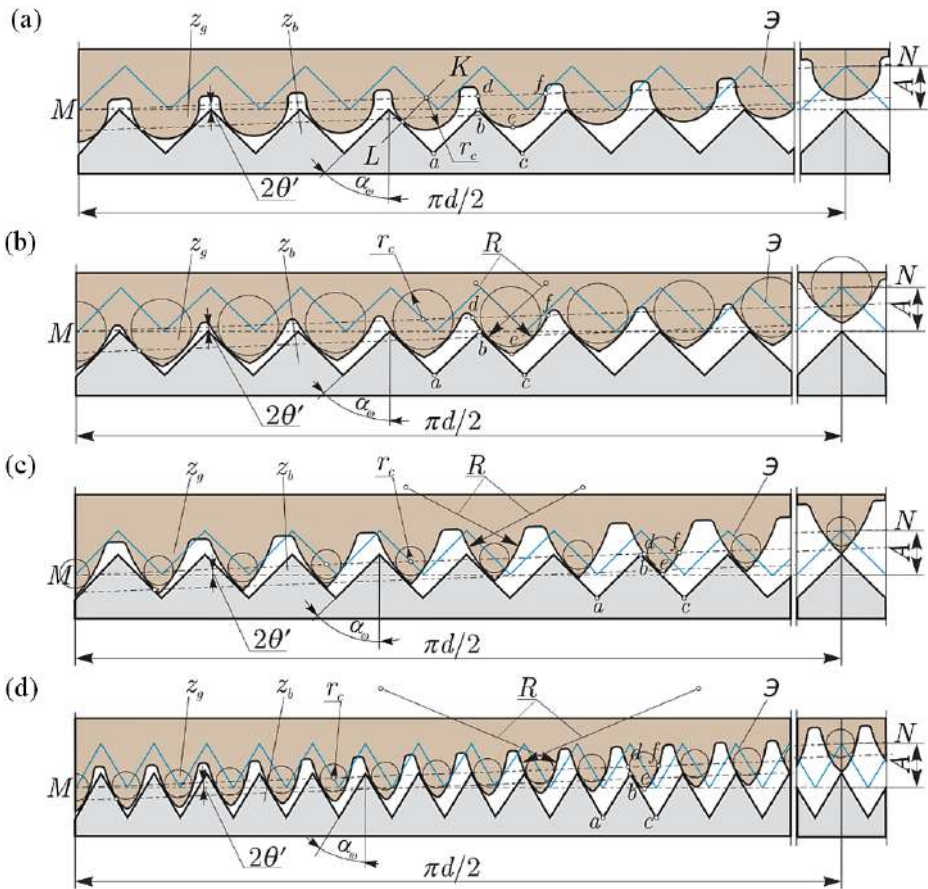 (a)
z_g z_b K Э N
M d f A
b e
L r_c
a c
2θ′ α_ω πd/2
(b)
z_g z_b r_c R Э N
M d f A
b e
a c
2θ′ α_ω πd/2
(c)
z_g z_b r_c R Э N
d f A
M b e
a c
2θ′ α_ω πd/2
(d)
z_g z_b r_c R Э N
d f A
M e
b
a c
2θ′ α_ω πd/2